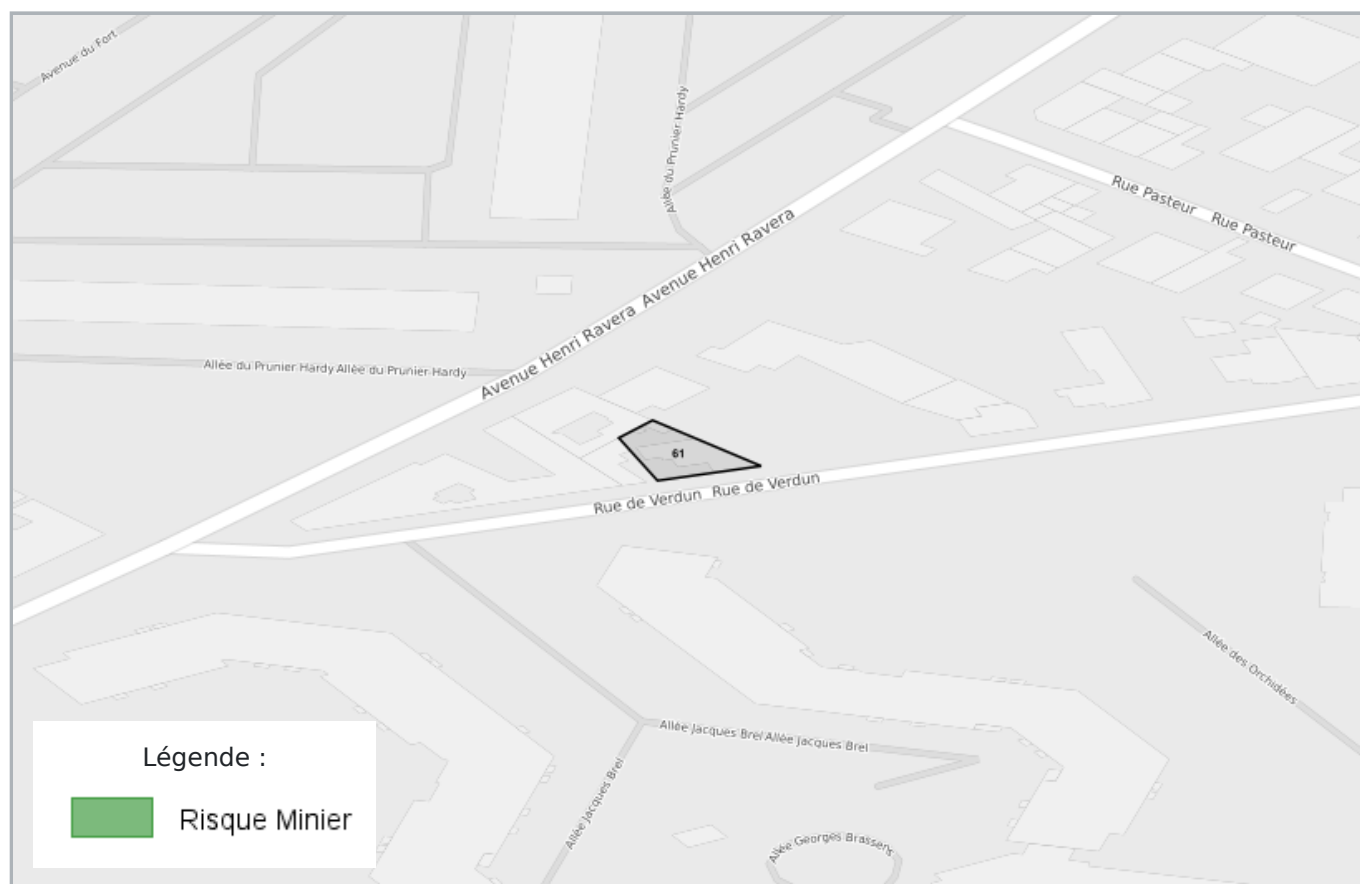 Avenue du Fort
Allée du Prunier Hardy
Rue Pasteur Rue Pasteur
Avenue Henri Ravera Avenue Henri Ravera
Allée du Prunier Hardy Allée du Prunier Hardy
61
Rue de Verdun Rue de Verdun
Allée des Orchidées
Allée Jacques Brel Allée Jacques Brel
Allée Jacques Brel
Allée Georges Brassens
Légende :
Risque Minier